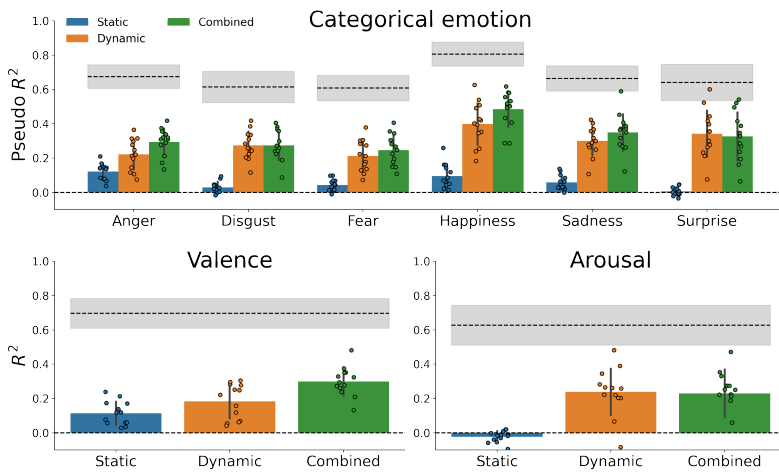 Categorical emotion
Static
Dynamic
Combined
Pseudo R²
1.0
0.8
0.6
0.4
0.2
0.0
Anger Disgust Fear Happiness Sadness Surprise
Valence
R²
1.0
0.8
0.6
0.4
0.2
0.0
Static Dynamic Combined
Arousal
1.0
0.8
0.6
0.4
0.2
0.0
Static Dynamic Combined